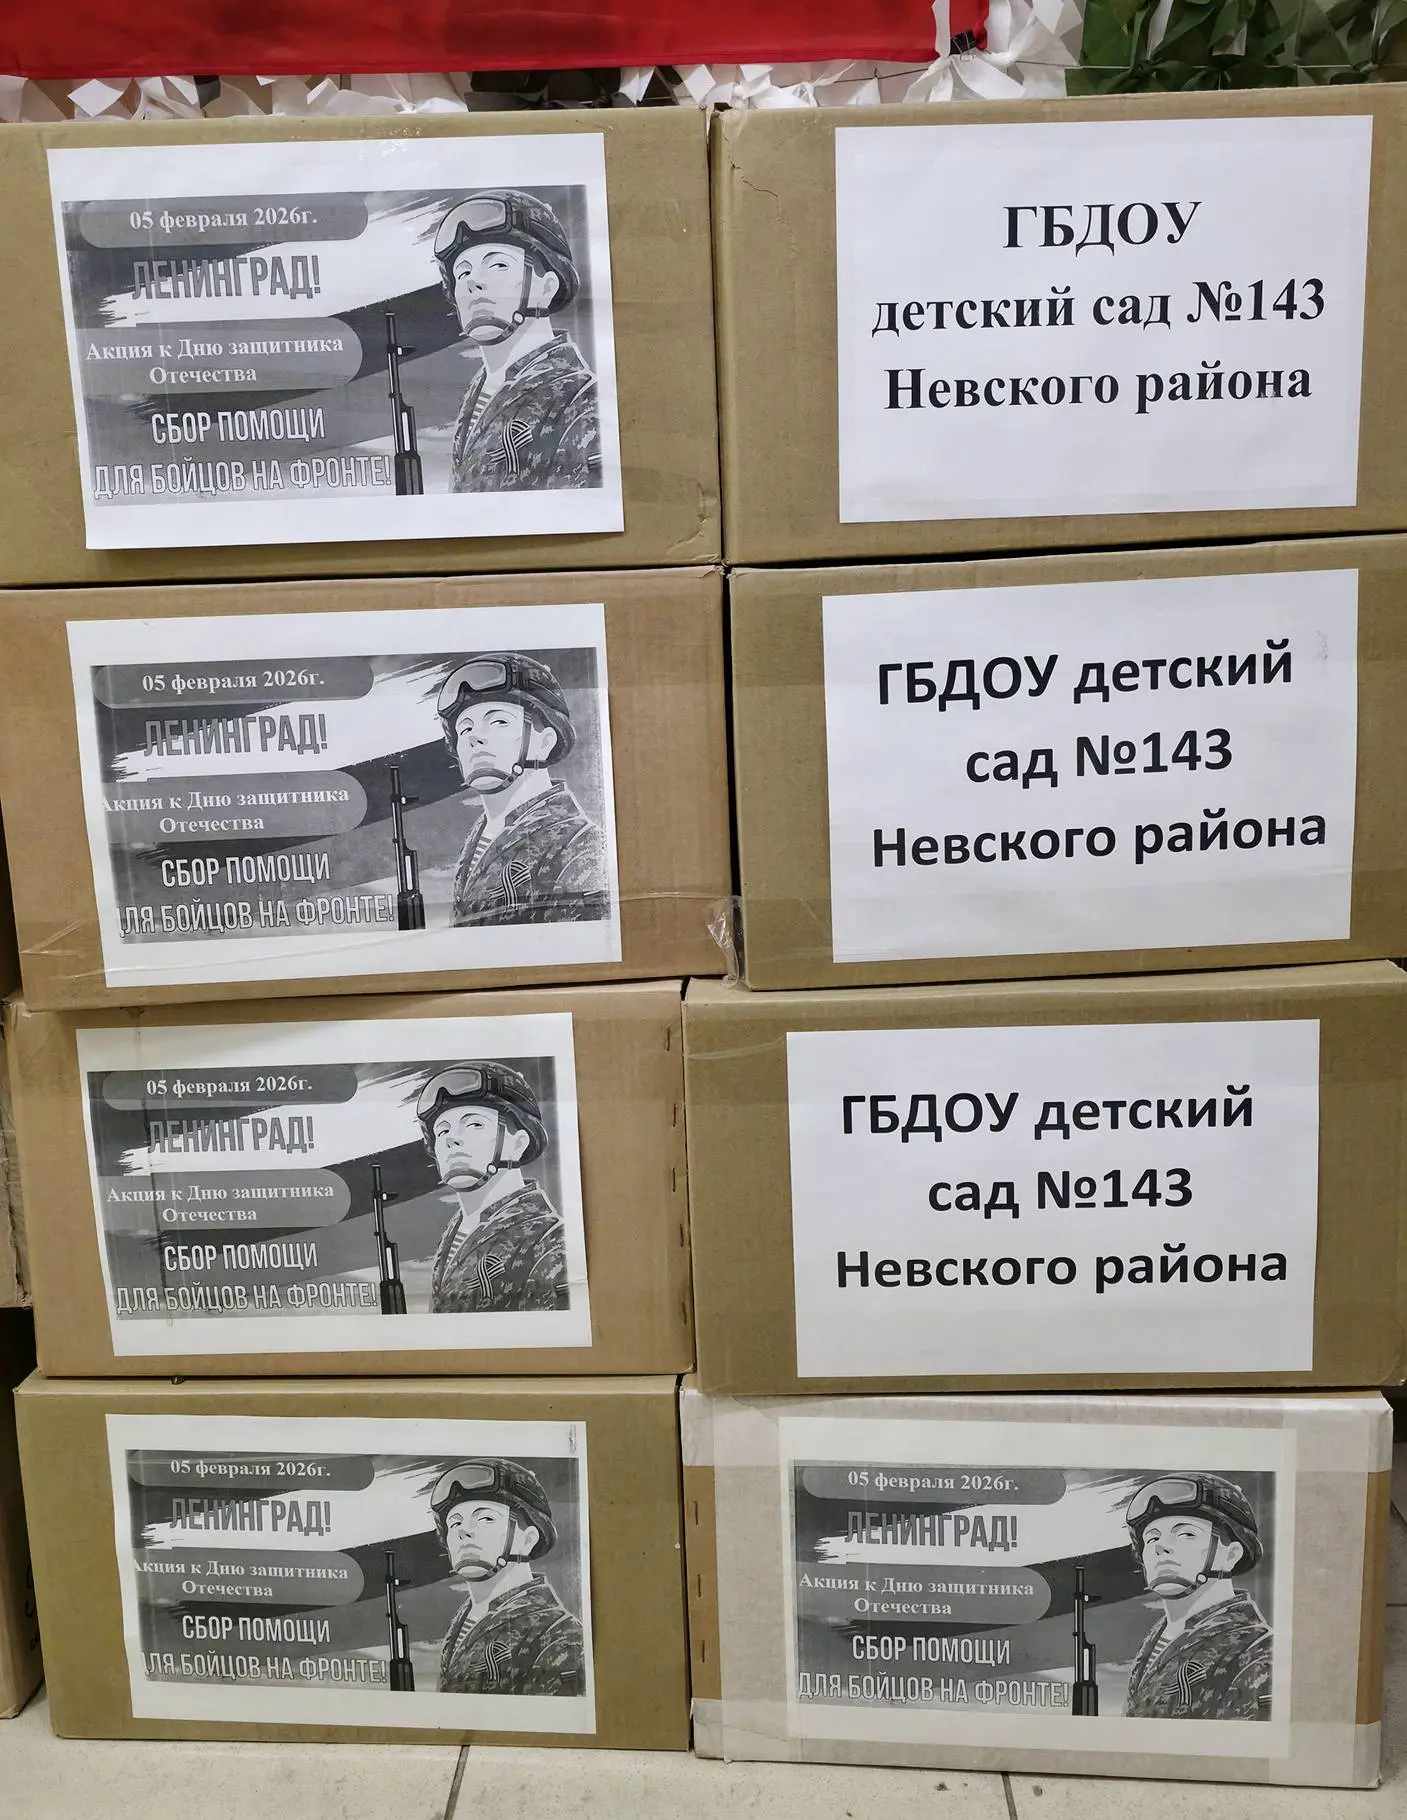 05 февраля 2026г.
ЛЕНИНГРАД!
Акция к Дню защитника
Отечества
СБОР ПОМОЩИ
ДЛЯ БОЙЦОВ НА ФРОНТЕ!
ГБДОУ
детский сад №143
Невского района
05 февраля 2026г.
ЛЕНИНГРАД!
Акция к Дню защитника
Отечества
СБОР ПОМОЩИ
ДЛЯ БОЙЦОВ НА ФРОНТЕ!
ГБДОУ детский
сад №143
Невского района
05 февраля 2026г.
ЛЕНИНГРАД!
Акция к Дню защитника
Отечества
СБОР ПОМОЩИ
ДЛЯ БОЙЦОВ НА ФРОНТЕ!
ГБДОУ детский
сад №143
Невского района
05 февраля 2026г.
ЛЕНИНГРАД!
Акция к Дню защитника
Отечества
СБОР ПОМОЩИ
ДЛЯ БОЙЦОВ НА ФРОНТЕ!
05 февраля 2026г.
ЛЕНИНГРАД!
Акция к Дню защитника
Отечества
СБОР ПОМОЩИ
ДЛЯ БОЙЦОВ НА ФРОНТЕ!